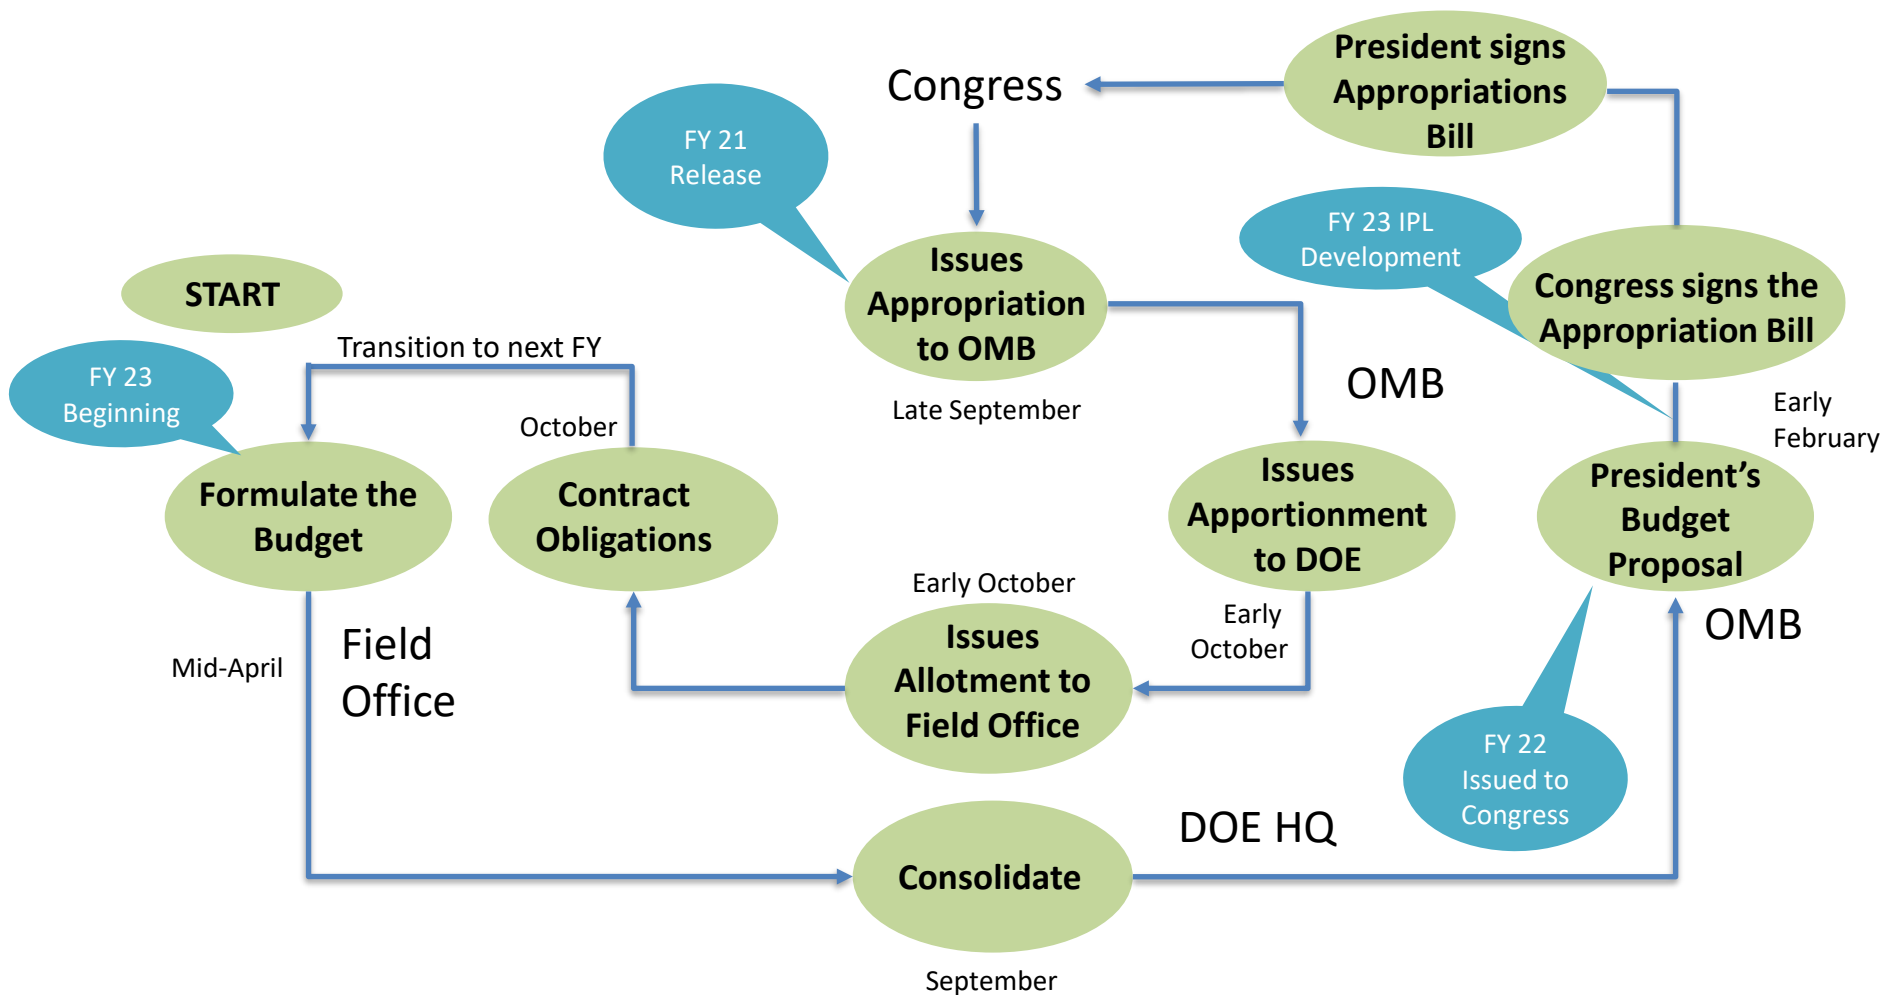 President signs
Appropriations
Bill
Congress
FY 21
Release
FY 23 IPL
Development
Issues
Appropriation
to OMB
Congress signs the
Appropriation Bill
START
Transition to next FY
FY 23
Beginning
OMB
Late September
Early
February
October
Formulate the
Budget
Contract
Obligations
Issues
Apportionment
to DOE
President’s
Budget
Proposal
Early October
Early
October
OMB
Mid-April
Field
Office
Issues
Allotment to
Field Office
FY 22
Issued to
Congress
DOE HQ
Consolidate
September